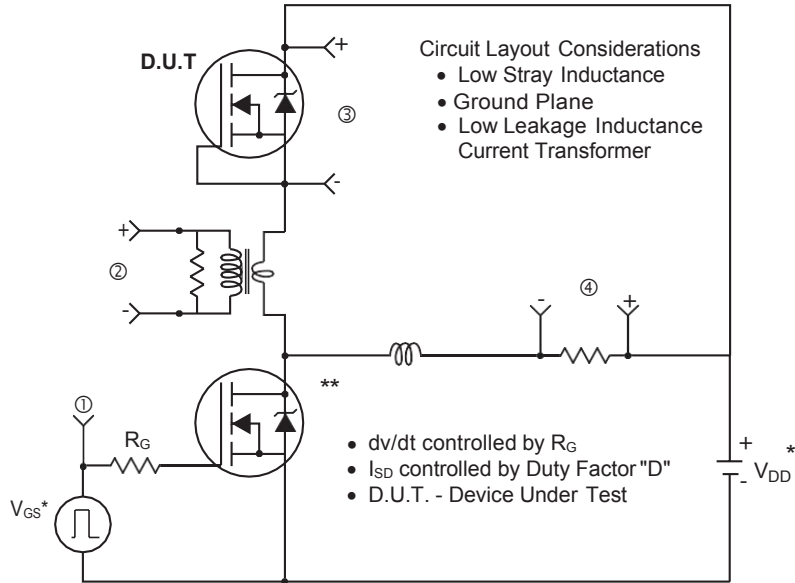 D.U.T
+
Circuit Layout Considerations
• Low Stray Inductance
• Ground Plane
• Low Leakage Inductance
Current Transformer
③
-
+
②
-
- ④ +
**
①
R_G
V_GS*
• dv/dt controlled by R_G
• I_SD controlled by Duty Factor "D"
• D.U.T. - Device Under Test
+
-
V_DD*